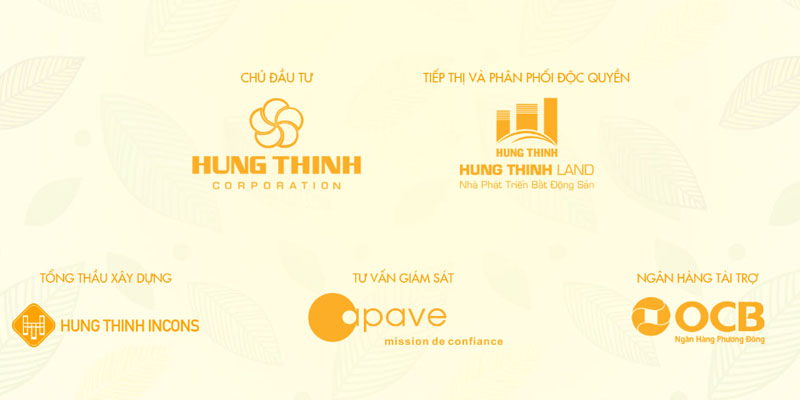 CHỦ ĐẦU TƯ
HUNG THINH
CORPORATION
TIẾP THỊ VÀ PHÂN PHỐI ĐỘC QUYỀN
HUNG THINH
HUNG THINH LAND
Nhà Phát Triển Bất Động Sản
TỔNG THẦU XÂY DỰNG
HUNG THINH INCONS
TƯ VẤN GIÁM SÁT
apave
mission de confiance
NGÂN HÀNG TÀI TRỢ
OCB
Ngân Hàng Phương Đông